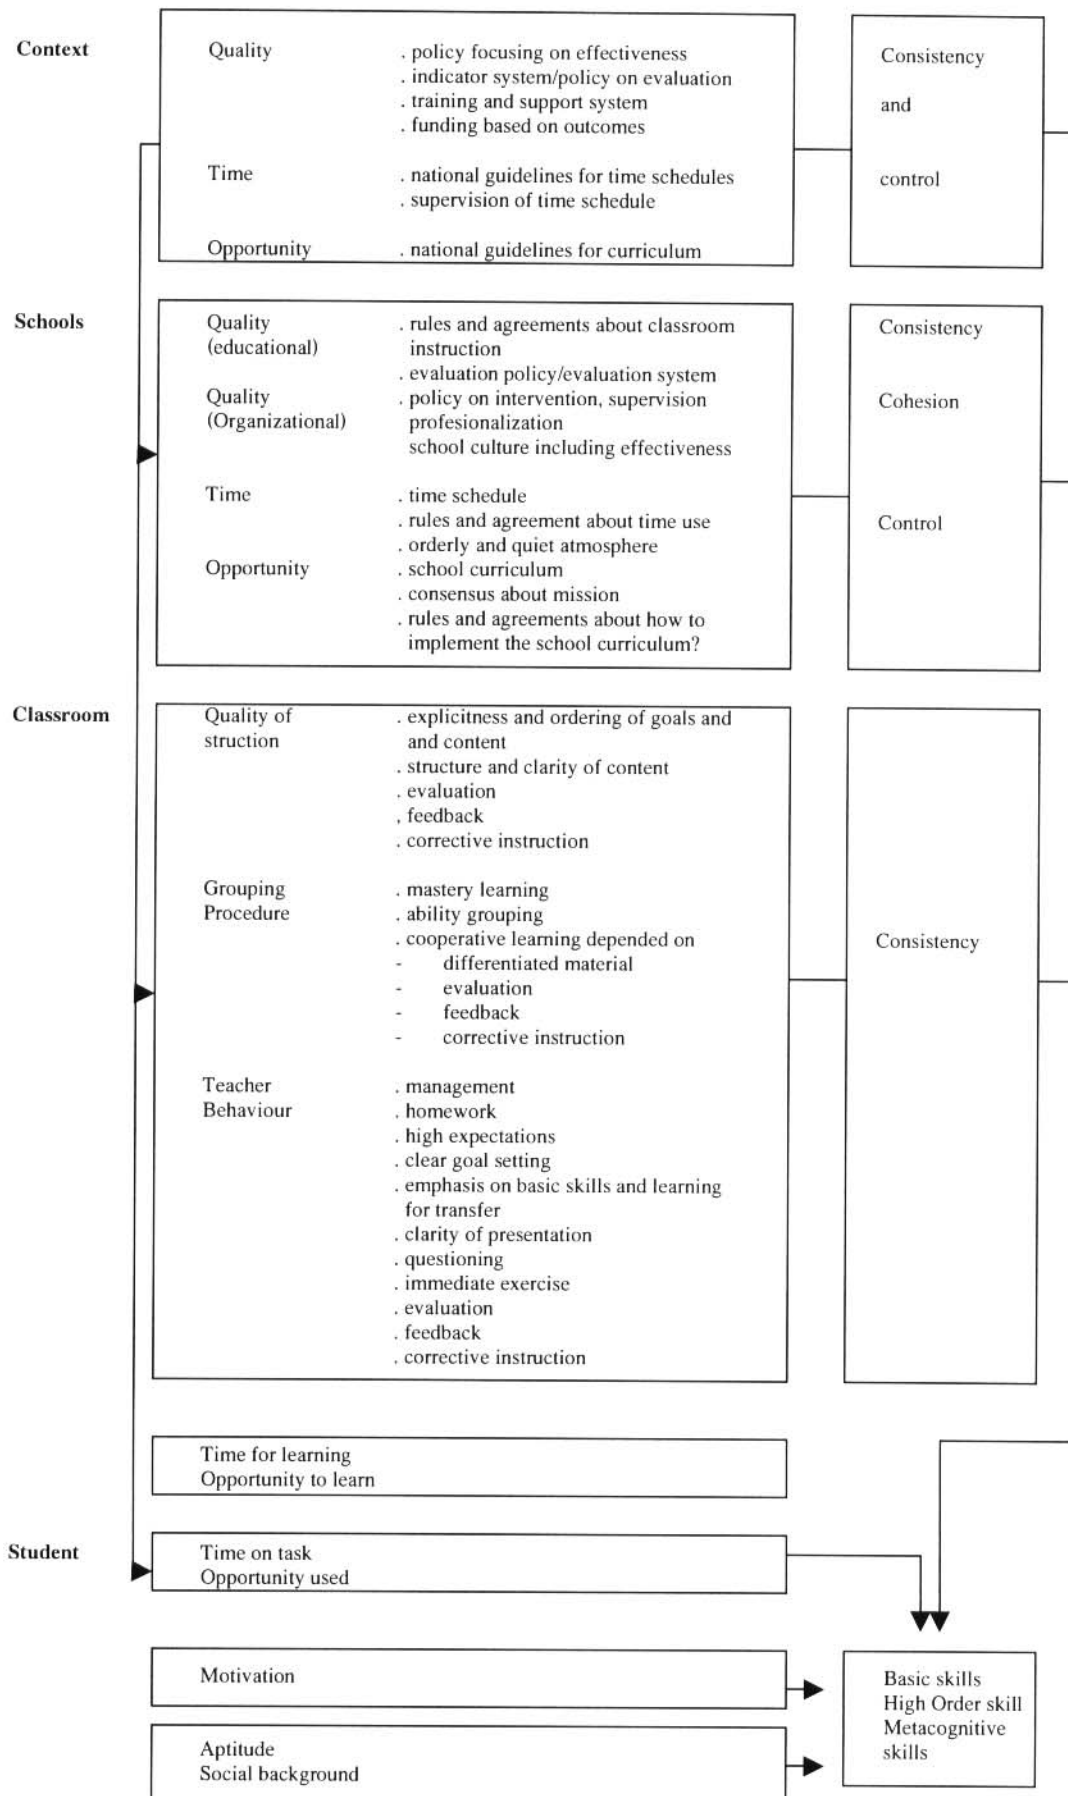 Context
Quality . policy focusing on effectiveness
. indicator system/policy on evaluation
. training and support system
. funding based on outcomes
Time . national guidelines for time schedules
. supervision of time schedule
Opportunity . national guidelines for curriculum
Consistency
and
control
Schools
Quality . rules and agreements about classroom
(educational) instruction
. evaluation policy/evaluation system
Quality . policy on intervention, supervision
(Organizational) profesionalization
school culture including effectiveness
Time . time schedule
. rules and agreement about time use
. orderly and quiet atmosphere
Opportunity . school curriculum
. consensus about mission
. rules and agreements about how to
implement the school curriculum?
Consistency
Cohesion
Control
Classroom
Quality of . explicitness and ordering of goals and
struction and content
. structure and clarity of content
. evaluation
. feedback
. corrective instruction
Grouping . mastery learning
Procedure . ability grouping
. cooperative learning depended on
- differentiated material
- evaluation
- feedback
- corrective instruction
Teacher . management
Behaviour . homework
. high expectations
. clear goal setting
. emphasis on basic skills and learning
for transfer
. clarity of presentation
. questioning
. immediate exercise
. evaluation
. feedback
. corrective instruction
Consistency
Time for learning
Opportunity to learn
Student
Time on task
Opportunity used
Motivation
Aptitude
Social background
Basic skills
High Order skill
Metacognitive
skills